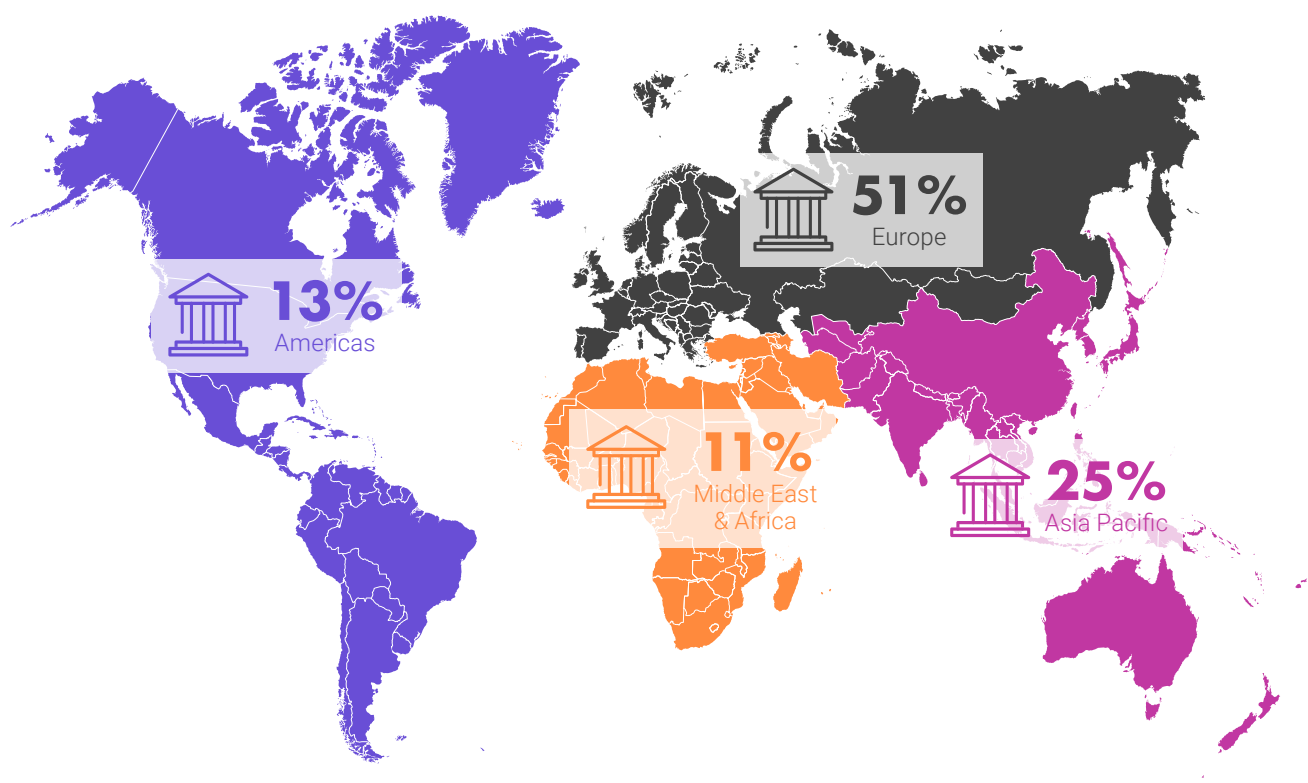 51%
Europe
13%
Americas
11%
Middle East
& Africa
25%
Asia Pacific